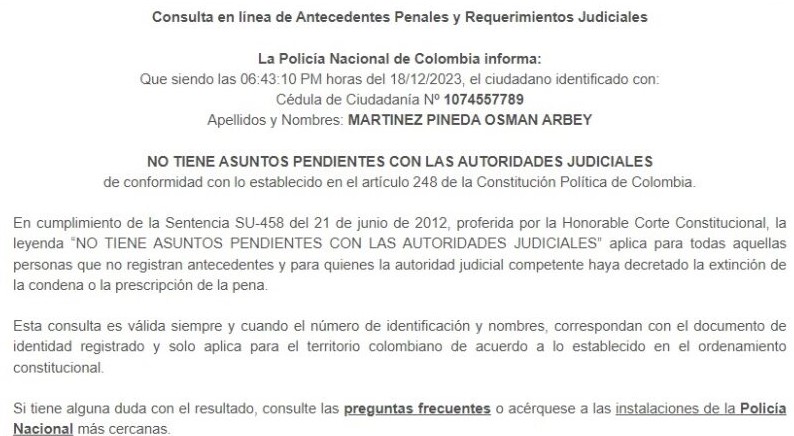 Consulta en línea de Antecedentes Penales y Requerimientos Judiciales
La Policía Nacional de Colombia informa:
Que siendo las 06:43:10 PM horas del 18/12/2023, el ciudadano identificado con:
Cédula de Ciudadanía Nº 1074557789
Apellidos y Nombres: MARTINEZ PINEDA OSMAN ARBEY
NO TIENE ASUNTOS PENDIENTES CON LAS AUTORIDADES JUDICIALES
de conformidad con lo establecido en el artículo 248 de la Constitución Política de Colombia.
En cumplimiento de la Sentencia SU-458 del 21 de junio de 2012, proferida por la Honorable Corte Constitucional, la
leyenda “NO TIENE ASUNTOS PENDIENTES CON LAS AUTORIDADES JUDICIALES” aplica para todas aquellas
personas que no registran antecedentes y para quienes la autoridad judicial competente haya decretado la extinción de
la condena o la prescripción de la pena.
Esta consulta es válida siempre y cuando el número de identificación y nombres, correspondan con el documento de
identidad registrado y solo aplica para el territorio colombiano de acuerdo a lo establecido en el ordenamiento
constitucional.
Si tiene alguna duda con el resultado, consulte las preguntas frecuentes o acérquese a las instalaciones de la Policía
Nacional más cercanas.